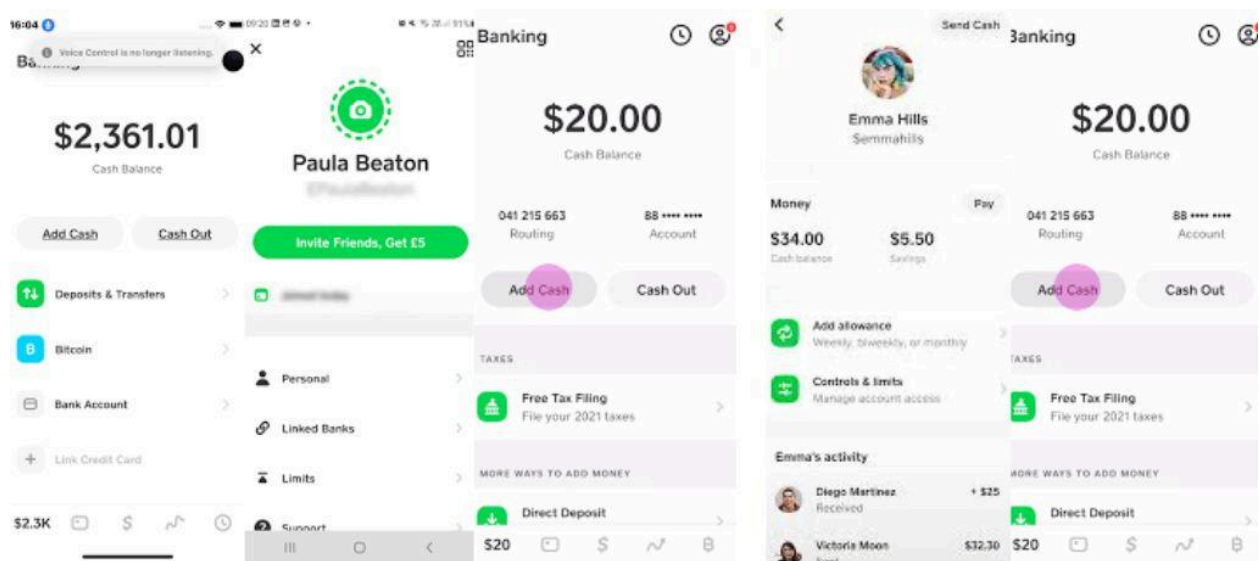 16:04
Voice Control is no longer listening.
$2,361.01
Cash Balance
Add Cash
Cash Out
Deposits & Transfers
Bitcoin
Bank Account
Link Credit Card
$2.3K
09:20
Paula Beaton
Invite Friends, Get £5
Personal
Linked Banks
Limits
Support
Banking
$20.00
Cash Balance
041 215 663
88 •••• ••••
Routing
Account
Add Cash
Cash Out
TAXES
Free Tax Filing
File your 2021 taxes
MORE WAYS TO ADD MONEY
Direct Deposit
$20
Send Cash
Emma Hills
$emmahills
Money
Pay
$34.00
$5.50
Cash balance
Savings
Add allowance
Weekly, biweekly, or monthly
Controls & limits
Manage account access
Emma's activity
Diego Martinez
+ $25
Received
Victoria Moon
$32.30
Banking
$20.00
Cash Balance
041 215 663
88 •••• ••••
Routing
Account
Add Cash
Cash Out
TAXES
Free Tax Filing
File your 2021 taxes
MORE WAYS TO ADD MONEY
Direct Deposit
$20